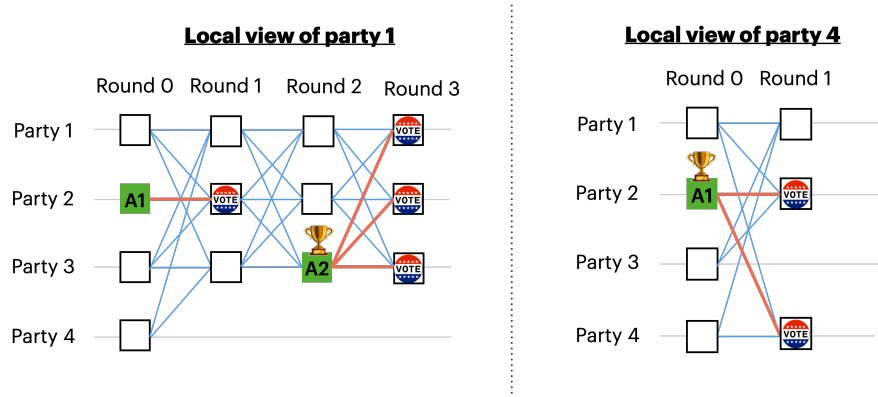 Local view of party 1
Round 0 Round 1 Round 2 Round 3
Party 1
VOTE
Party 2
A1
VOTE
VOTE
Party 3
A2
VOTE
Party 4
Local view of party 4
Round 0 Round 1
Party 1
Party 2
A1
VOTE
Party 3
Party 4
VOTE